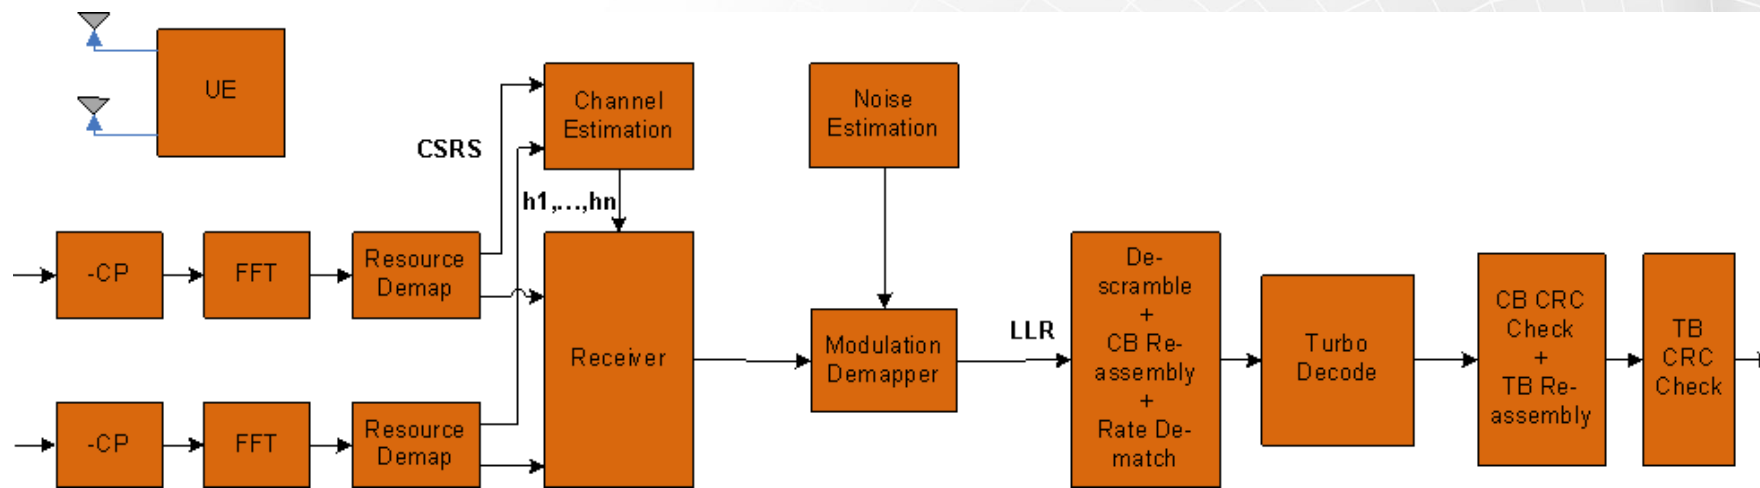 UE
Channel
Estimation
Noise
Estimation
CSRS
h1,...,hn
-CP
FFT
Resource
Demap
Receiver
Modulation
Demapper
LLR
De-
scramble
+
CB Re-
assembly
+
Rate De-
match
Turbo
Decode
CB CRC
Check
+
TB Re-
assembly
TB
CRC
Check
-CP
FFT
Resource
Demap